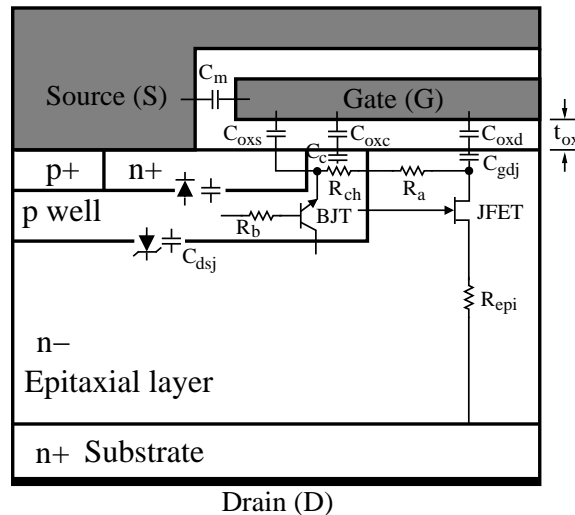 C_m
Source (S)
Gate (G)
C_oxs
C_oxc
C_oxd
t_ox
p+
n+
C_c
C_gdj
R_ch
R_a
p well
R_b
BJT
JFET
C_dsj
R_epi
n−
Epitaxial layer
n+ Substrate
Drain (D)